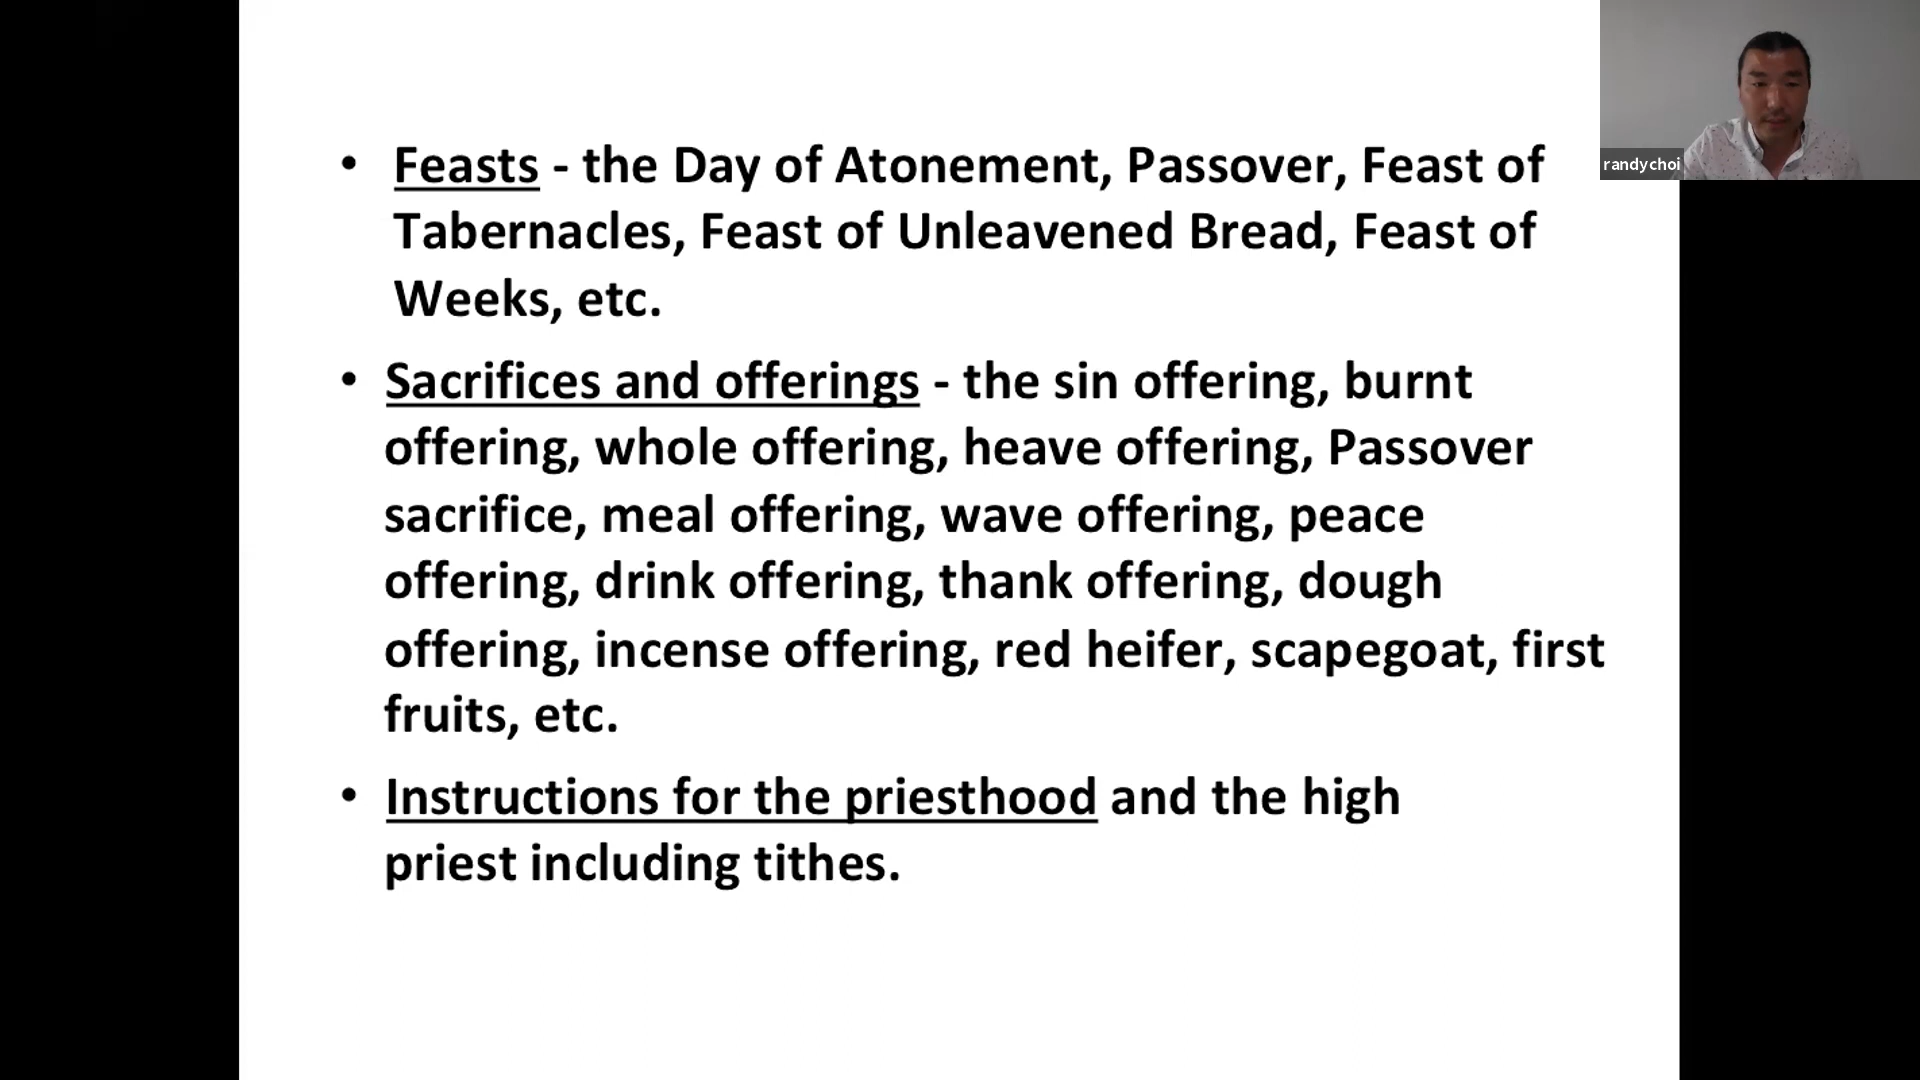 • Feasts - the Day of Atonement, Passover, Feast of
Tabernacles, Feast of Unleavened Bread, Feast of
Weeks, etc.
• Sacrifices and offerings - the sin offering, burnt
offering, whole offering, heave offering, Passover
sacrifice, meal offering, wave offering, peace
offering, drink offering, thank offering, dough
offering, incense offering, red heifer, scapegoat, first
fruits, etc.
• Instructions for the priesthood and the high
priest including tithes.
randychoi